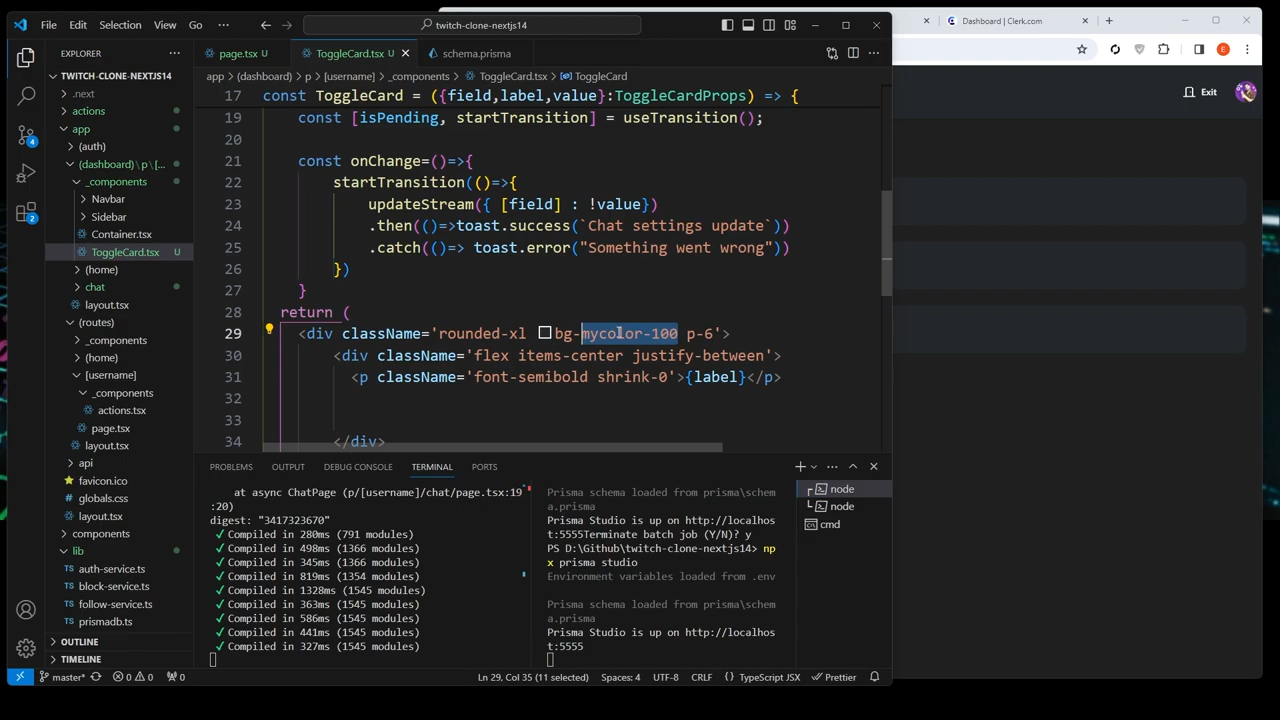 File Edit Selection View Go ··· twitch-clone-nextjs14
Dashboard | Clerk.com
EXPLORER ···
page.tsx U ToggleCard.tsx U schema.prisma
TWITCH-CLONE-NEXTJS14
app > (dashboard) > p > [username] > _components > ToggleCard.tsx > ToggleCard
E
Exit
.next
actions
app
(auth)
(dashboard) \ p \ [...
_components
Navbar
Sidebar
Container.tsx
ToggleCard.tsx U
(home)
chat
layout.tsx
(routes)
_components
(home)
[username]
_components
actions.tsx
page.tsx
layout.tsx
api
favicon.ico
globals.css
layout.tsx
components
lib
auth-service.ts
block-service.ts
follow-service.ts
prismadb.ts
OUTLINE
TIMELINE
4
2
17 const ToggleCard = ({field,label,value}:ToggleCardProps) => {
19 const [isPending, startTransition] = useTransition();
20
21 const onChange=()=>{
22 startTransition(()=>{
23 updateStream({ [field] : !value})
24 .then(()=>toast.success(`Chat settings update`))
25 .catch(()=> toast.error("Something went wrong"))
26 })
27 }
28 return (
29 <div className='rounded-xl bg-mycolor-100 p-6'>
30 <div className='flex items-center justify-between'>
31 <p className='font-semibold shrink-0'>{label}</p>
32
33
34 </div>
PROBLEMS OUTPUT DEBUG CONSOLE TERMINAL PORTS
at async ChatPage (p/[username]/chat/page.tsx:19
:20)
digest: "3417323670"
✓ Compiled in 280ms (791 modules)
✓ Compiled in 498ms (1366 modules)
✓ Compiled in 345ms (1366 modules)
✓ Compiled in 819ms (1354 modules)
✓ Compiled in 1328ms (1545 modules)
✓ Compiled in 363ms (1545 modules)
✓ Compiled in 586ms (1545 modules)
✓ Compiled in 441ms (1545 modules)
✓ Compiled in 327ms (1545 modules)
Prisma schema loaded from prisma\schem
a.prisma
Prisma Studio is up on http://localhos
t:5555Terminate batch job (Y/N)? y
PS D:\Github\twitch-clone-nextjs14> np
x prisma studio
Environment variables loaded from .env
Prisma schema loaded from prisma\schem
a.prisma
Prisma Studio is up on http://localhos
t:5555
node
node
cmd
master* 0 0 0 Ln 29, Col 35 (11 selected) Spaces: 4 UTF-8 CRLF {} TypeScript JSX Prettier